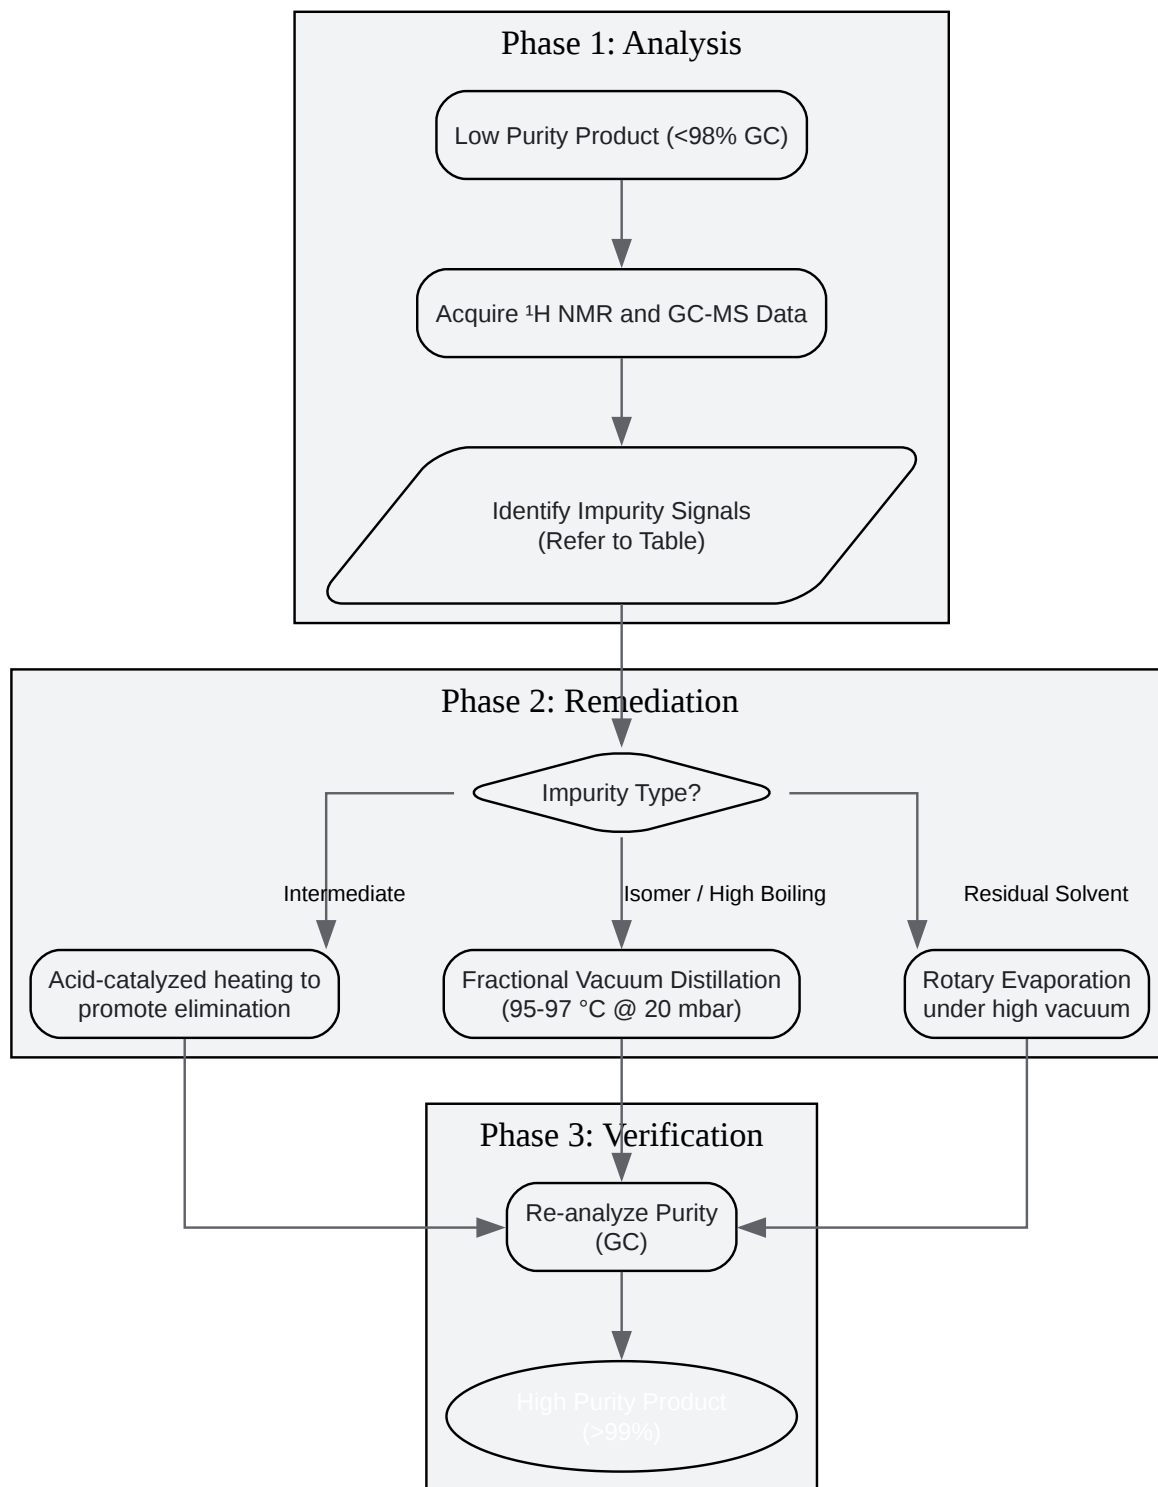 Phase 1: Analysis
Low Purity Product (<98% GC)
Acquire ¹H NMR and GC-MS Data
Identify Impurity Signals
(Refer to Table)
Phase 2: Remediation
Impurity Type?
Intermediate
Isomer / High Boiling
Residual Solvent
Acid-catalyzed heating to
promote elimination
Fractional Vacuum Distillation
(95-97 °C @ 20 mbar)
Rotary Evaporation
under high vacuum
Phase 3: Verification
Re-analyze Purity
(GC)
High Purity Product
(>99%)